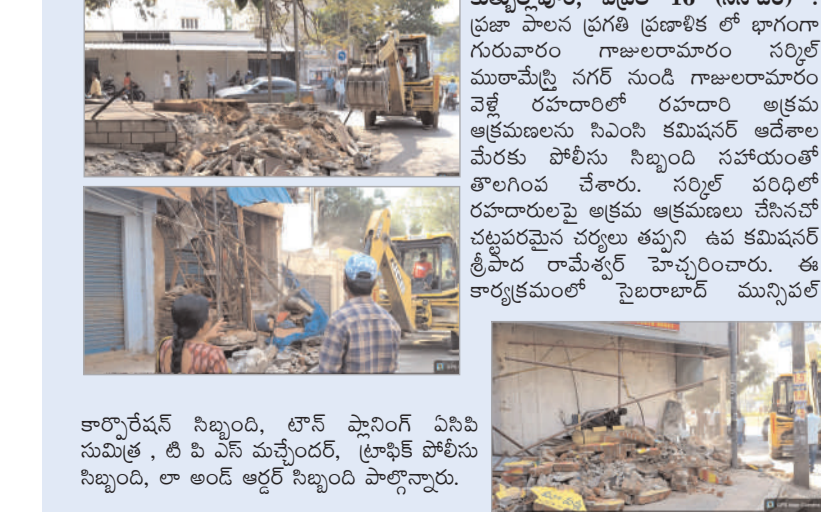 ప్రజా పాలన ప్రగతి ప్రణాళిక లో భాగంగా
గురువారం గాజులరామారం సర్కిల్
ముఠామేస్త్రి నగర్ నుండి గాజులరామారం
వెళ్లే రహదారిలో రహదారి అక్రమ
ఆక్రమణలను సిఎంసి కమిషనర్ ఆదేశాల
మేరకు పోలీసు సిబ్బంది సహాయంతో
తొలగింప చేశారు. సర్కిల్ పరిధిలో
రహదారులపై అక్రమ ఆక్రమణలు చేసినచో
చట్టపరమైన చర్యలు తప్పని ఉప కమిషనర్
శ్రీపాద రామేశ్వర్ హెచ్చరించారు. ఈ
కార్యక్రమంలో సైబరాబాద్ మున్సిపల్
కార్పొరేషన్ సిబ్బంది, టౌన్ ప్లానింగ్ ఏసిపి
సుమిత్ర , టి పి ఎస్ మచ్చేందర్, ట్రాఫిక్ పోలీసు
సిబ్బంది, లా అండ్ ఆర్డర్ సిబ్బంది పాల్గొన్నారు.